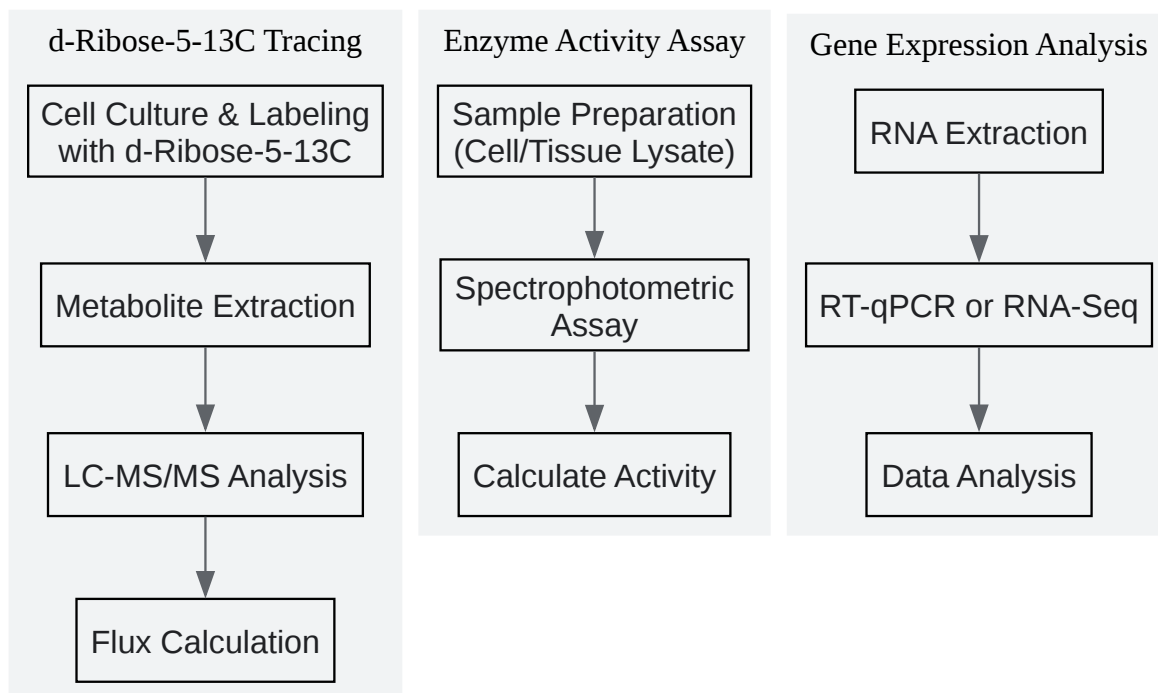 d-Ribose-5-13C Tracing
Cell Culture & Labeling
with d-Ribose-5-13C
Metabolite Extraction
LC-MS/MS Analysis
Flux Calculation
Enzyme Activity Assay
Sample Preparation
(Cell/Tissue Lysate)
Spectrophotometric
Assay
Calculate Activity
Gene Expression Analysis
RNA Extraction
RT-qPCR or RNA-Seq
Data Analysis